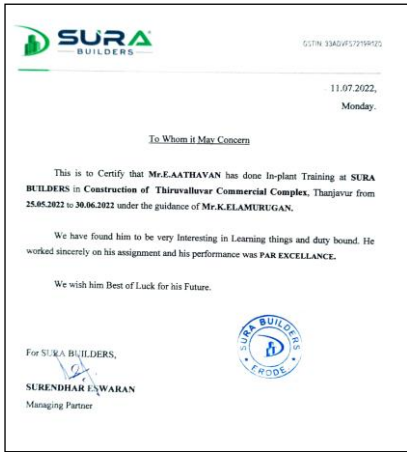 SURA
BUILDERS
11.07.2022,
Monday.
To Whom it May Concern
This is to Certify that Mr.E.AATHAVAN has done In-plant Training at SURA
BUILDERS in Construction of Thiruvalluvar Commercial Complex, Thanjavur from
25.05.2022 to 30.06.2022 under the guidance of Mr.K.ELAMURUGAN.
We have found him to be very Interesting in Learning things and duty bound. He
worked sincerely on his assignment and his performance was PAR EXCELLANCE.
We wish him Best of Luck for his Future.
SURA BUILDERS
ERODE
For SURA BUILDERS,
SURENDHAR ESWARAN
Managing Partner